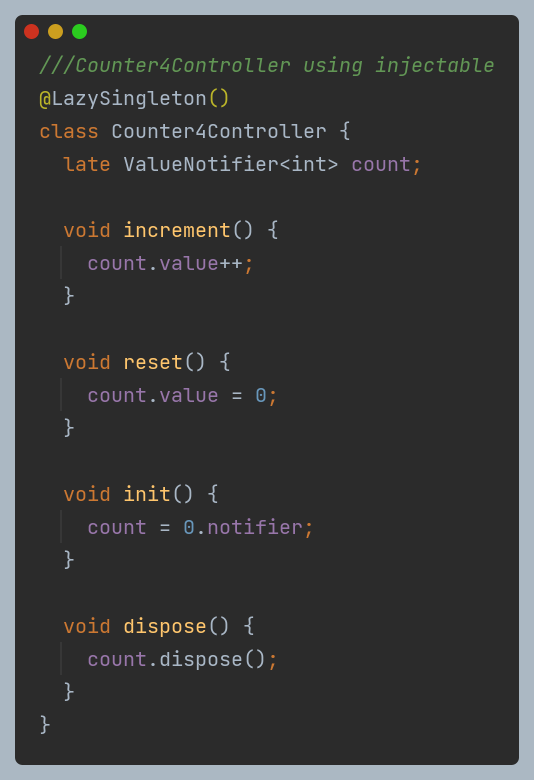 ///Counter4Controller using injectable
@LazySingleton()
class Counter4Controller {
  late ValueNotifier<int> count;
  void increment() {
    count.value++;
  }
  void reset() {
    count.value = 0;
  }
  void init() {
    count = 0.notifier;
  }
  void dispose() {
    count.dispose();
  }
}